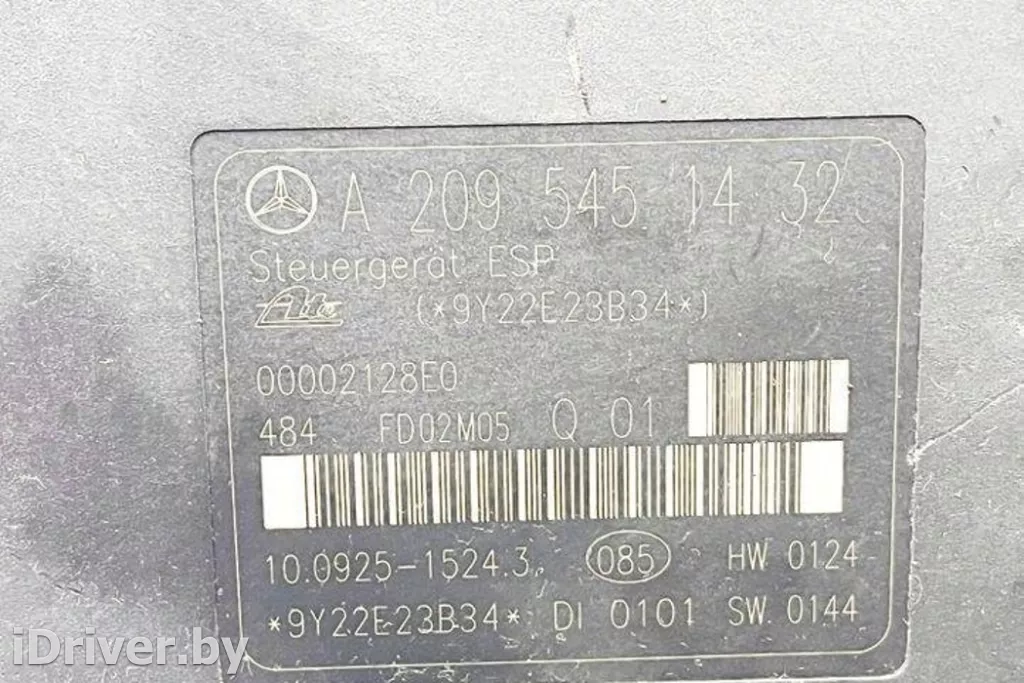 A 209 545 14 32
Steuergerät ESP
Ate (*9Y22E23B34*)
00002128E0
484 FD02M05 Q 01
10.0925-1524.3 085 HW 0124
*9Y22E23B34* DI 0101 SW 0144
iDriver.by